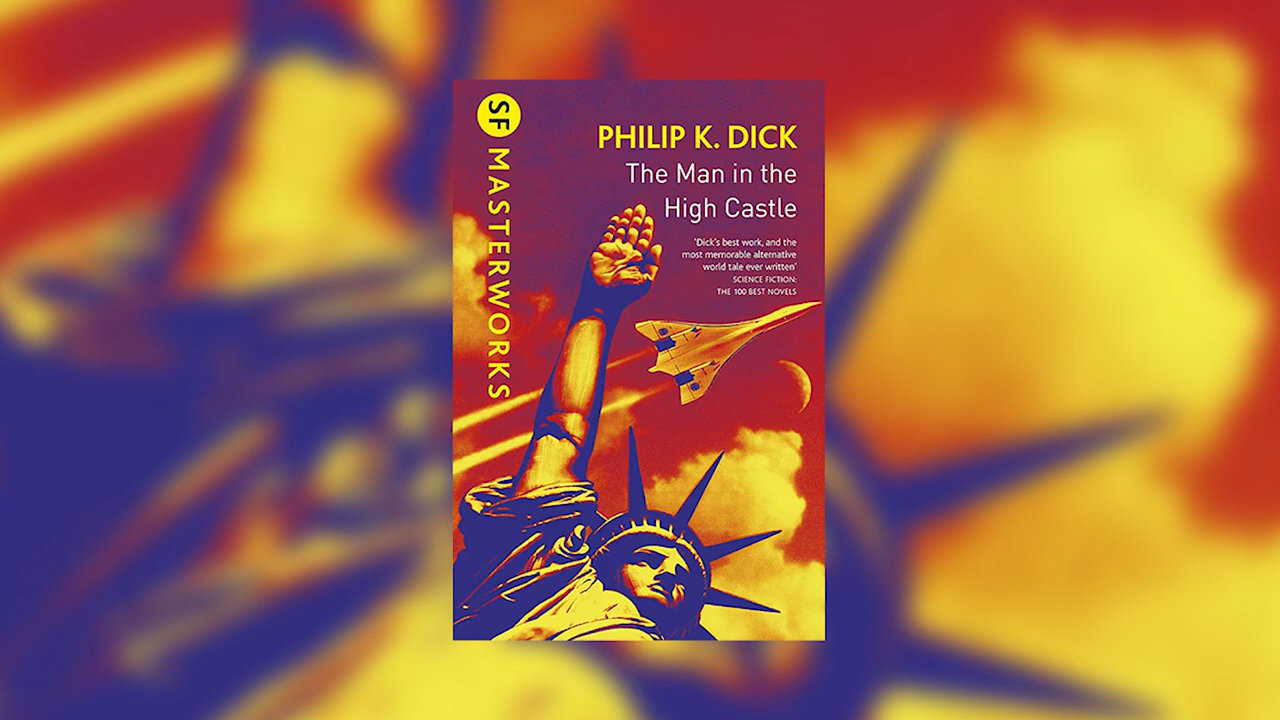 SF MASTERWORKS
PHILIP K. DICK
The Man in the
High Castle
'Dick's best work, and the
most memorable alternative
world tale ever written'
SCIENCE FICTION:
THE 100 BEST NOVELS